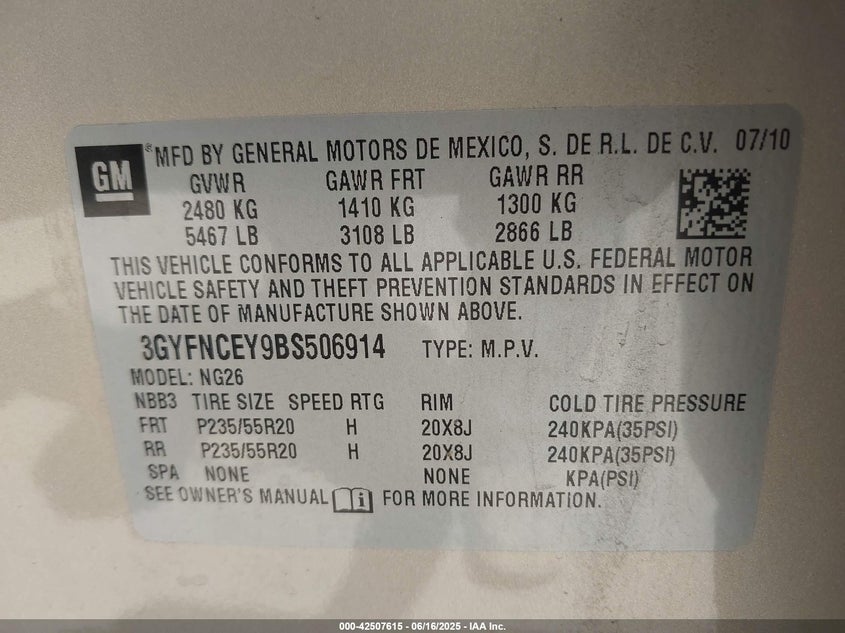 GM ® MFD BY GENERAL MOTORS DE MEXICO, S. DE R.L. DE C.V. 07/10
GVWR GAWR FRT GAWR RR
2480 KG 1410 KG 1300 KG
5467 LB 3108 LB 2866 LB
THIS VEHICLE CONFORMS TO ALL APPLICABLE U.S. FEDERAL MOTOR
VEHICLE SAFETY AND THEFT PREVENTION STANDARDS IN EFFECT ON
THE DATE OF MANUFACTURE SHOWN ABOVE.
3GYFNCEY9BS506914 TYPE: M.P.V.
MODEL: NG26
NBB3 TIRE SIZE SPEED RTG RIM COLD TIRE PRESSURE
FRT P235/55R20 H 20X8J 240KPA(35PSI)
RR P235/55R20 H 20X8J 240KPA(35PSI)
SPA NONE NONE KPA(PSI)
SEE OWNER'S MANUAL i FOR MORE INFORMATION.
000-42507615 - 06/16/2025 - IAA Inc.